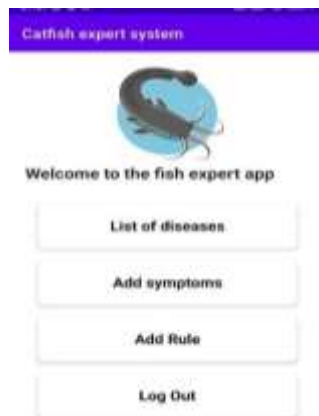 Catfish expert system
Welcome to the fish expert app
List of diseases
Add symptoms
Add Rule
Log Out